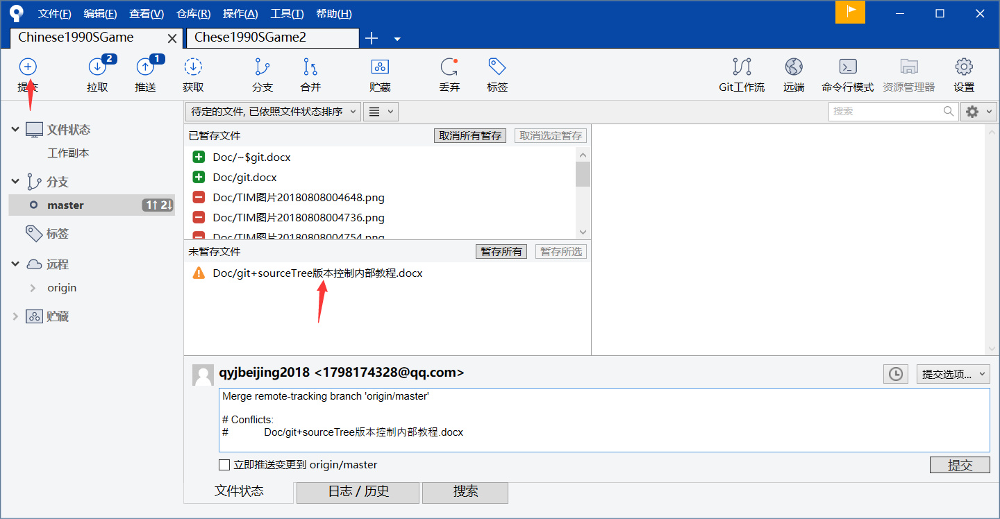 文件(F) 编辑(E) 查看(V) 仓库(R) 操作(A) 工具(T) 帮助(H)
Chinese1990SGame Chese1990SGame2
2 1
提交 拉取 推送 获取 分支 合并 贮藏 丢弃 标签 Git工作流 远端 命令行模式 资源管理器 设置
待定的文件, 已依照文件状态排序 搜索
文件状态
工作副本
分支
master 1↑ 2↓
标签
远程
origin
贮藏
已暂存文件 取消所有暂存 取消选定暂存
Doc/~$git.docx
Doc/git.docx
Doc/TIM图片20180808004648.png
Doc/TIM图片20180808004736.png
Doc/TIM图片20180808004754.png
未暂存文件 暂存所有 暂存所选
Doc/git+sourceTree版本控制内部教程.docx
qyjbeijing2018 <1798174328@qq.com> 提交选项...
Merge remote-tracking branch 'origin/master'
# Conflicts:
# Doc/git+sourceTree版本控制内部教程.docx
立即推送变更到 origin/master 提交
文件状态 日志 / 历史 搜索